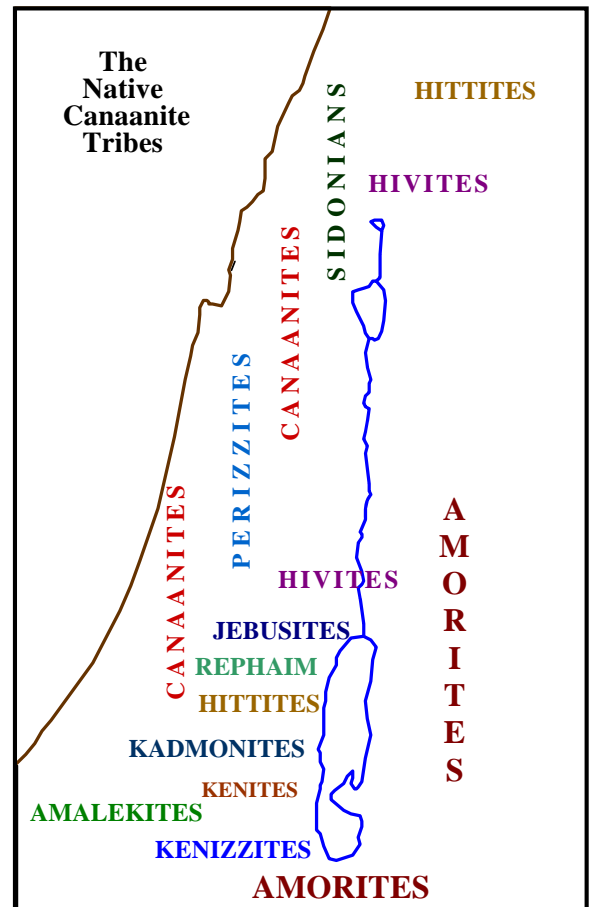 The
Native
Canaanite
Tribes
HITTITES
SIDONIANS
HIVITES
CANAANITES
PERIZZITES
CANAANITES
AMORITES
HIVITES
JEBUSITES
REPHAIM
HITTITES
KADMONITES
KENITES
AMALEKITES
KENIZZITES
AMORITES